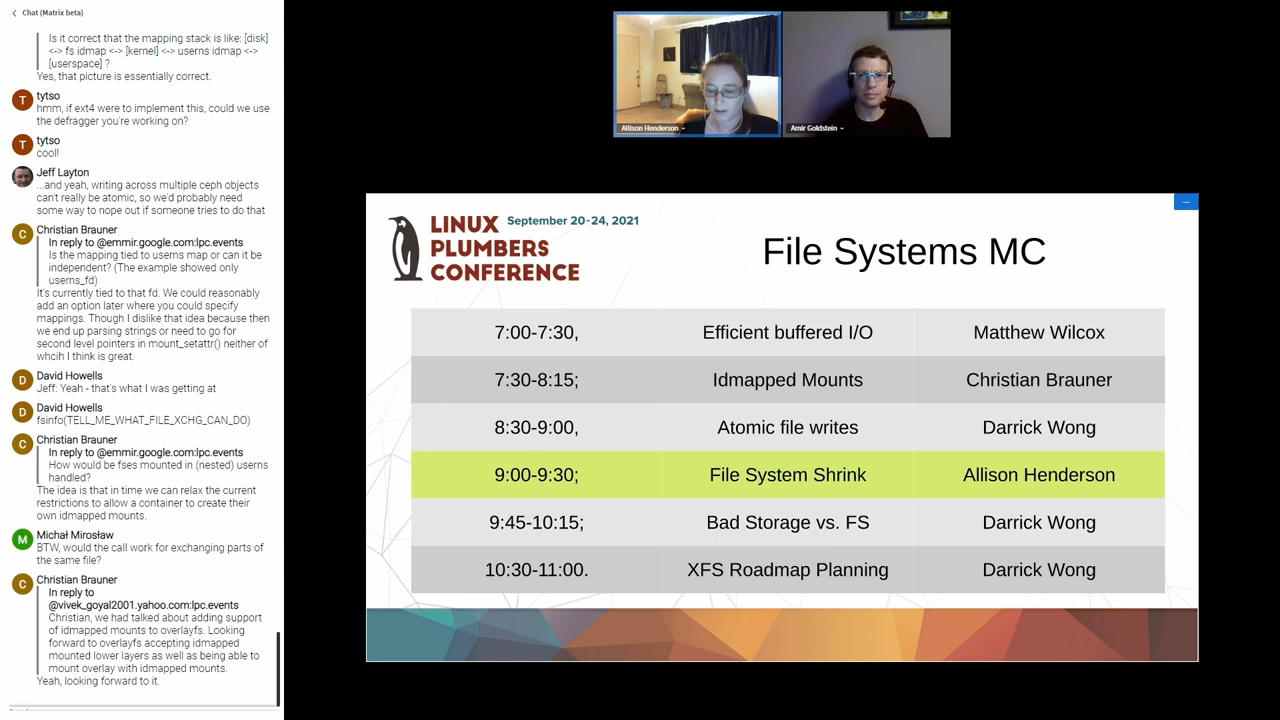 Chat (Matrix beta)
Is it correct that the mapping stack is like: [disk]
<-> fs idmap <-> [kernel] <-> userns idmap <->
[userspace] ?
Yes, that picture is essentially correct.
T
tytso
hmm, if ext4 were to implement this, could we use
the defragger you're working on?
T
tytso
cool!
Jeff Layton
...and yeah, writing across multiple ceph objects
can't really be atomic, so we'd probably need
some way to nope out if someone tries to do that
C
Christian Brauner
In reply to @emmir.google.com:lpc.events
Is the mapping tied to userns map or can it be
independent? (The example showed only
userns_fd)
It's currently tied to that fd. We could reasonably
add an option later where you could specify
mappings. Though I dislike that idea because then
we end up parsing strings or need to go for
second level pointers in mount_setattr() neither of
whcih I think is great.
D
David Howells
Jeff: Yeah - that's what I was getting at
D
David Howells
fsinfo(TELL_ME_WHAT_FILE_XCHG_CAN_DO)
C
Christian Brauner
In reply to @emmir.google.com:lpc.events
How would be fses mounted in (nested) userns
handled?
The idea is that in time we can relax the current
restrictions to allow a container to create their
own idmapped mounts.
M
Michał Mirosław
BTW, would the call work for exchanging parts of
the same file?
C
Christian Brauner
In reply to
@vivek_goyal2001.yahoo.com:lpc.events
Christian, we had talked about adding support
of idmapped mounts to overlayfs. Looking
forward to overlayfs accepting idmapped
mounted lower layers as well as being able to
mount overlay with idmapped mounts.
Yeah, looking forward to it.
Allison Henderson
Amir Goldstein
LINUX September 20-24, 2021
PLUMBERS
CONFERENCE
File Systems MC
7:00-7:30, Efficient buffered I/O Matthew Wilcox
7:30-8:15; Idmapped Mounts Christian Brauner
8:30-9:00, Atomic file writes Darrick Wong
9:00-9:30; File System Shrink Allison Henderson
9:45-10:15; Bad Storage vs. FS Darrick Wong
10:30-11:00. XFS Roadmap Planning Darrick Wong